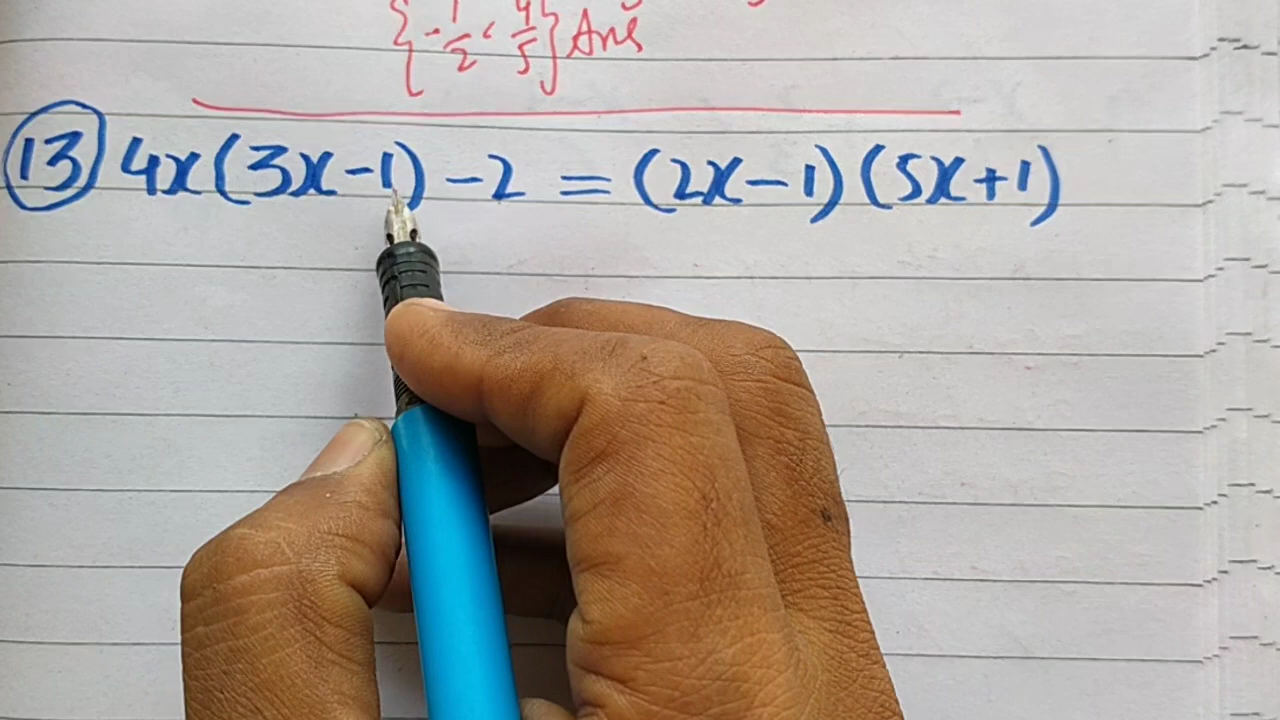 {-1/2, 4/5} Ans
13 4x(3x-1)-2 = (2x-1)(5x+1)